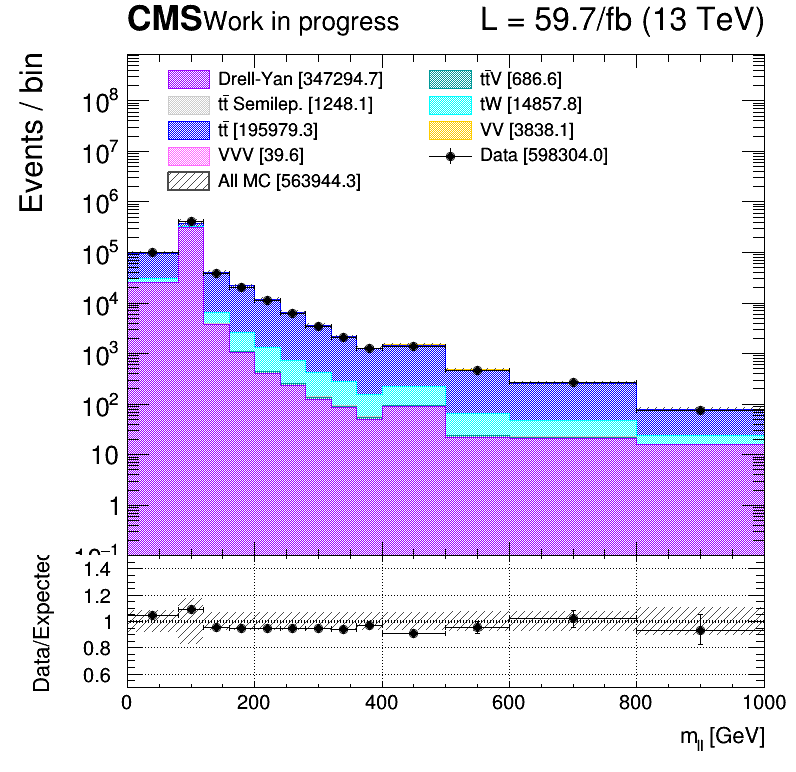 CMS Work in progress L = 59.7/fb (13 TeV)
Events / bin
Drell-Yan [347294.7]
tt̄V [686.6]
tt̄ Semilep. [1248.1]
tW [14857.8]
tt̄ [195979.3]
VV [3838.1]
VVV [39.6]
Data [598304.0]
All MC [563944.3]
10⁸
10⁷
10⁶
10⁵
10⁴
10³
10²
10
1
10⁻¹
Data/Expected
1.4
1.2
1
0.8
0.6
0 200 400 600 800 1000
m_ll [GeV]